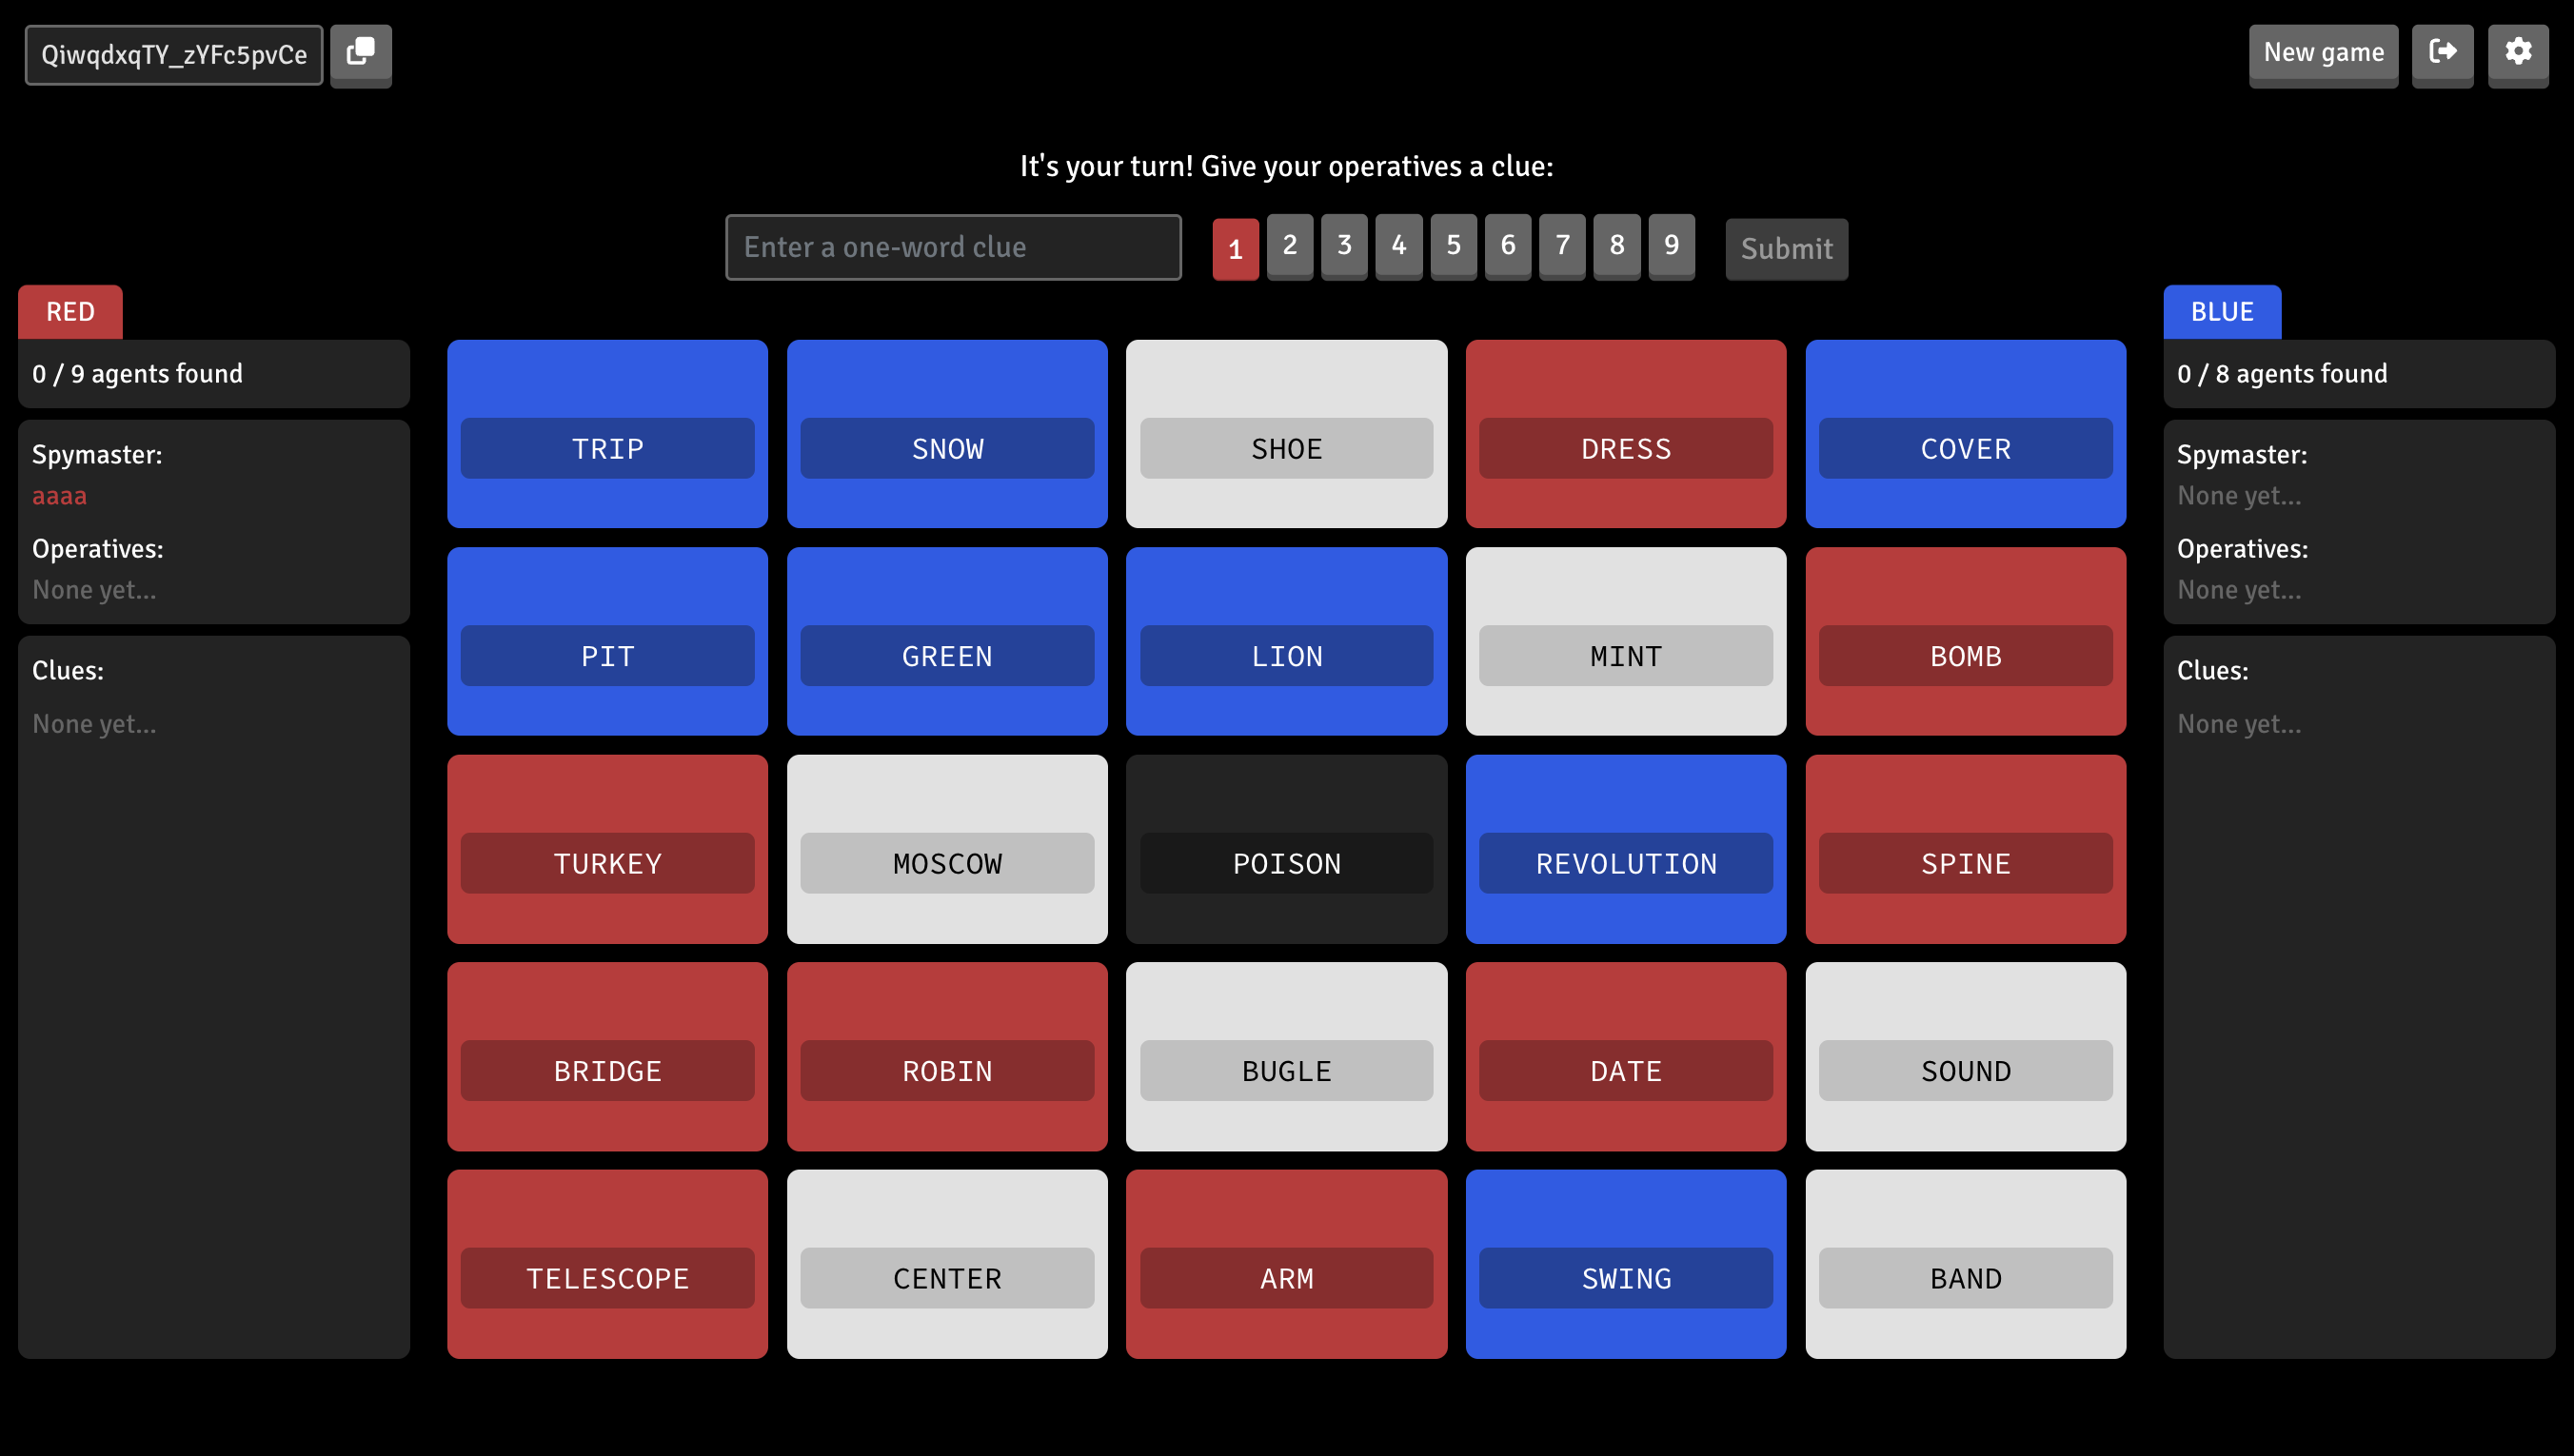 QiwqdxqTY_zYFc5pvCe
New game
It's your turn! Give your operatives a clue:
Enter a one-word clue
1 2 3 4 5 6 7 8 9
Submit
RED
0 / 9 agents found
Spymaster:
aaaa
Operatives:
None yet...
Clues:
None yet...
TRIP SNOW SHOE DRESS COVER
PIT GREEN LION MINT BOMB
TURKEY MOSCOW POISON REVOLUTION SPINE
BRIDGE ROBIN BUGLE DATE SOUND
TELESCOPE CENTER ARM SWING BAND
BLUE
0 / 8 agents found
Spymaster:
None yet...
Operatives:
None yet...
Clues:
None yet...